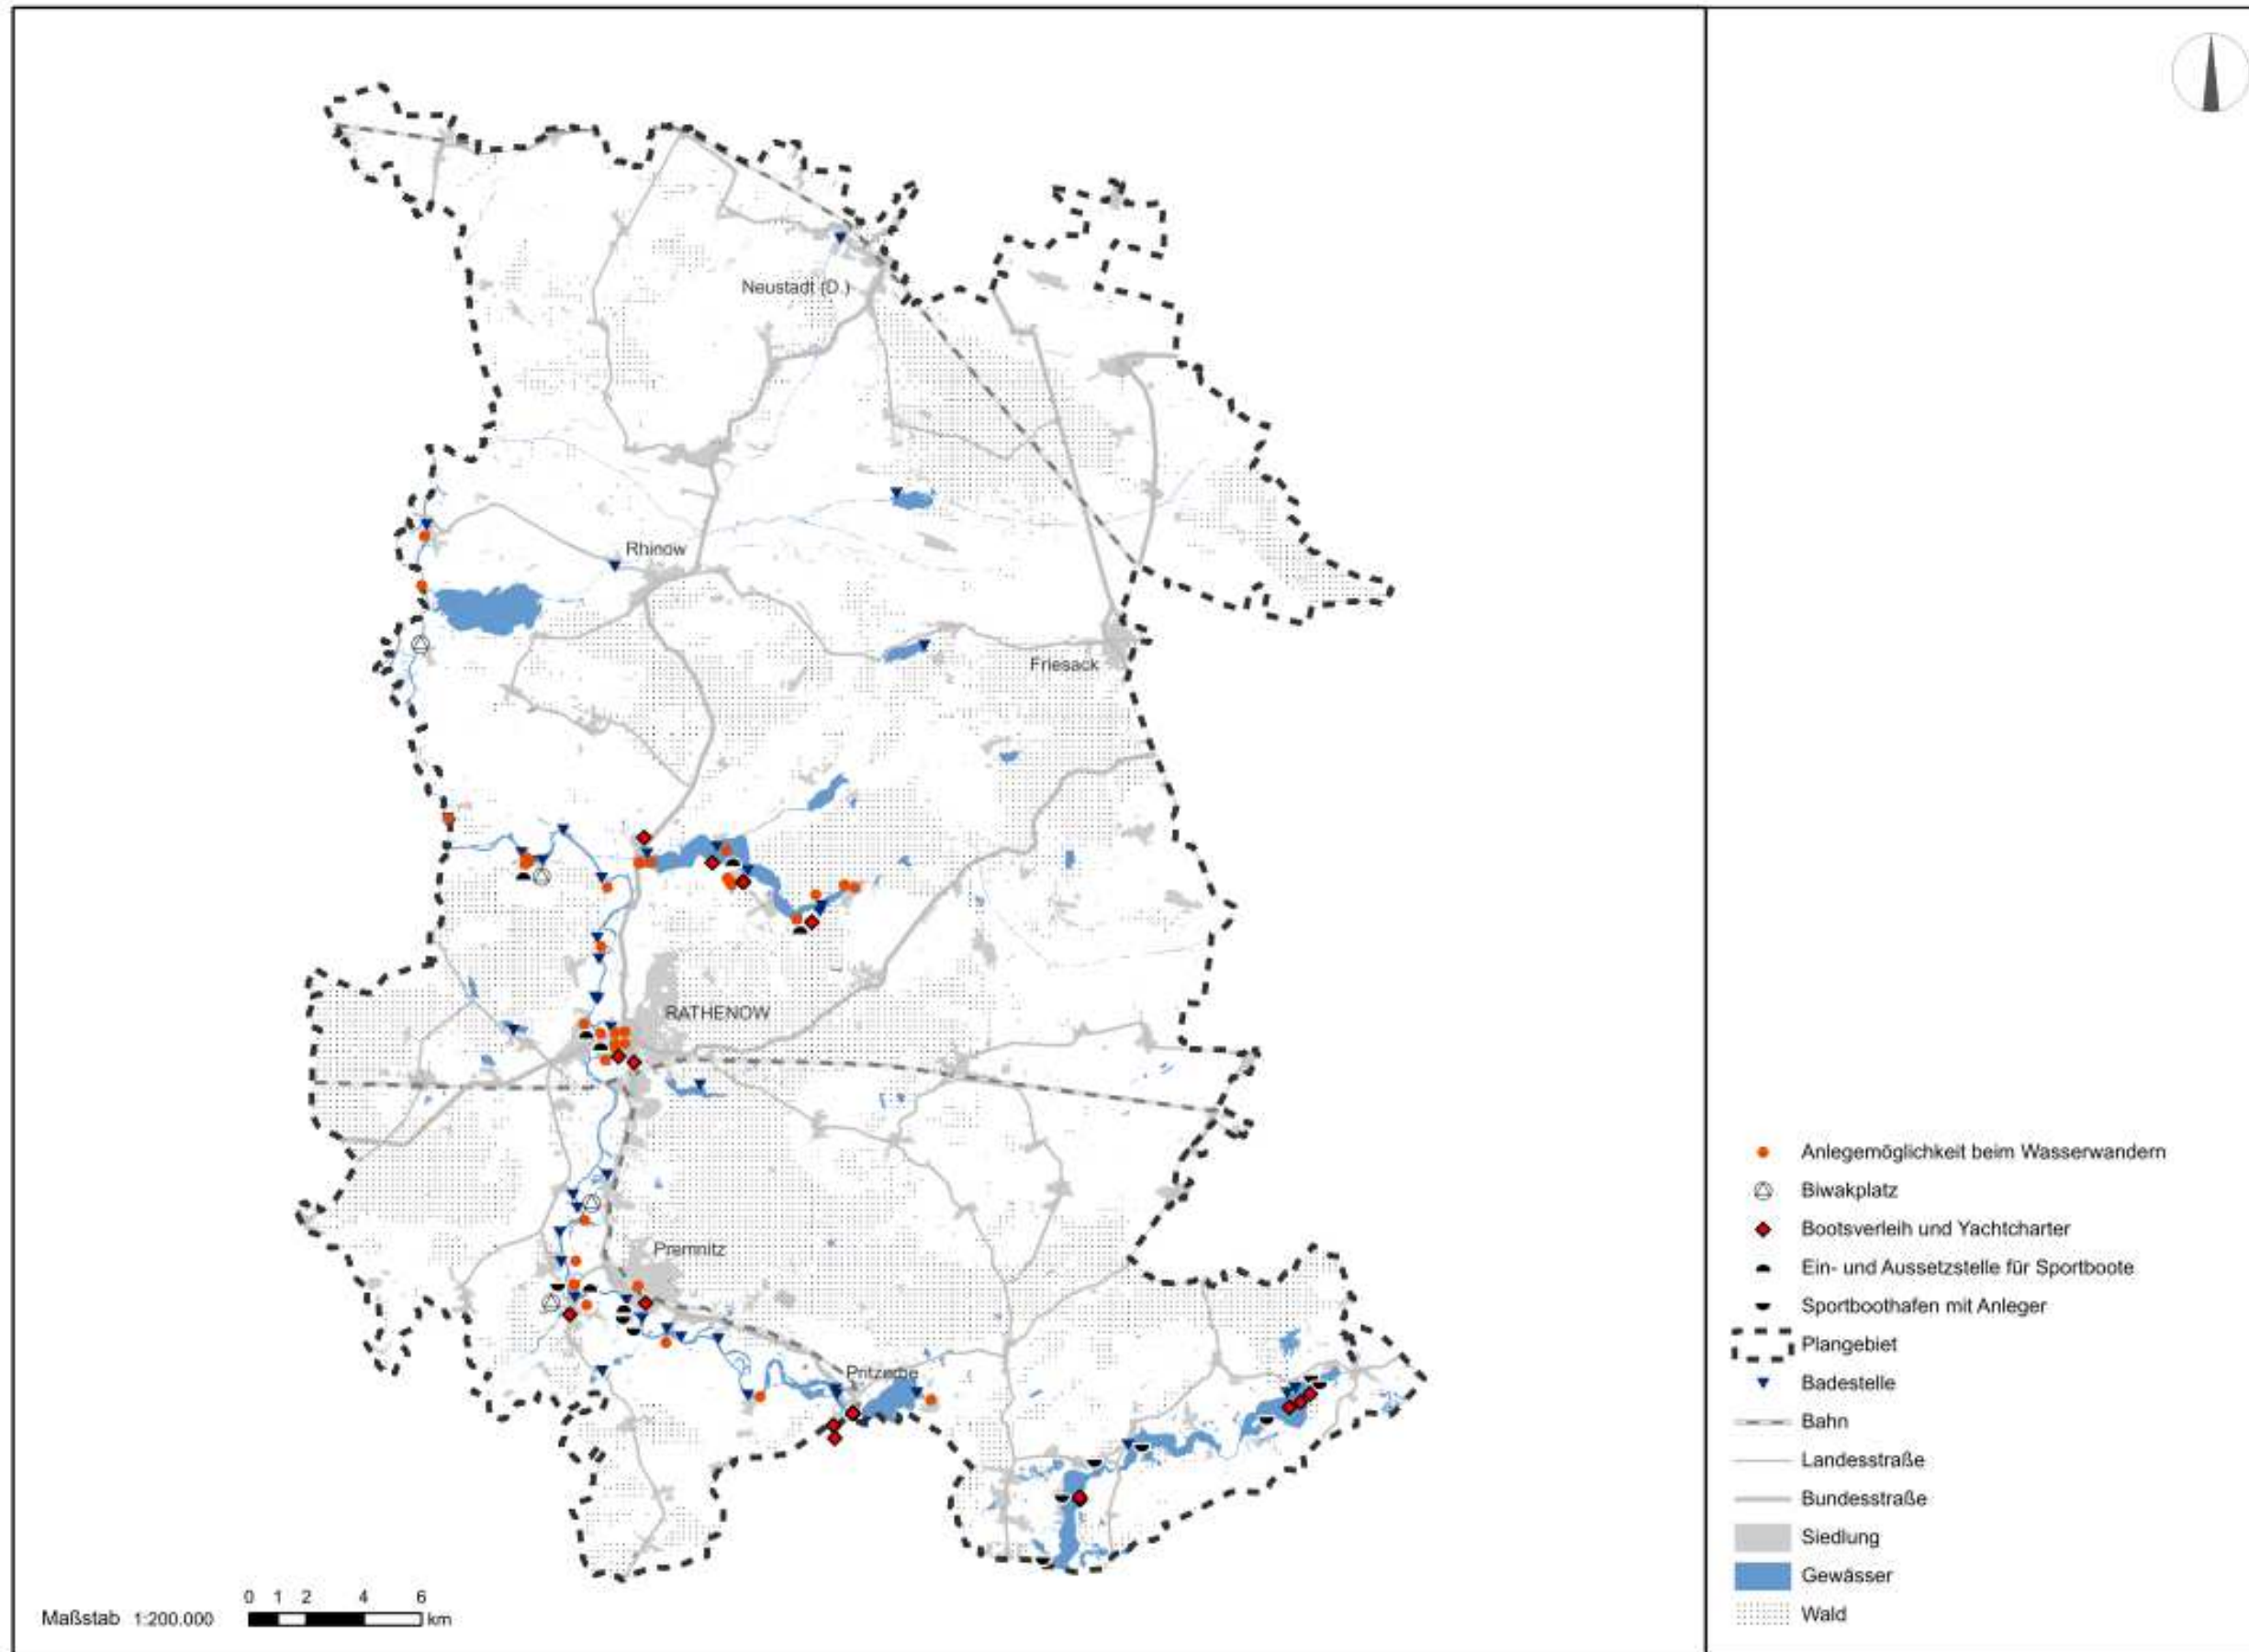 Neustadt (D.)
Rhinow
Friesack
RATHENOW
Premnitz
Pritzerbe
Maßstab 1:200.000
0 1 2 4 6
km
Anlegemöglichkeit beim Wasserwandern
Biwakplatz
Bootsverleih und Yachtcharter
Ein- und Aussetzstelle für Sportboote
Sportboothafen mit Anleger
Plangebiet
Badestelle
Bahn
Landesstraße
Bundesstraße
Siedlung
Gewässer
Wald